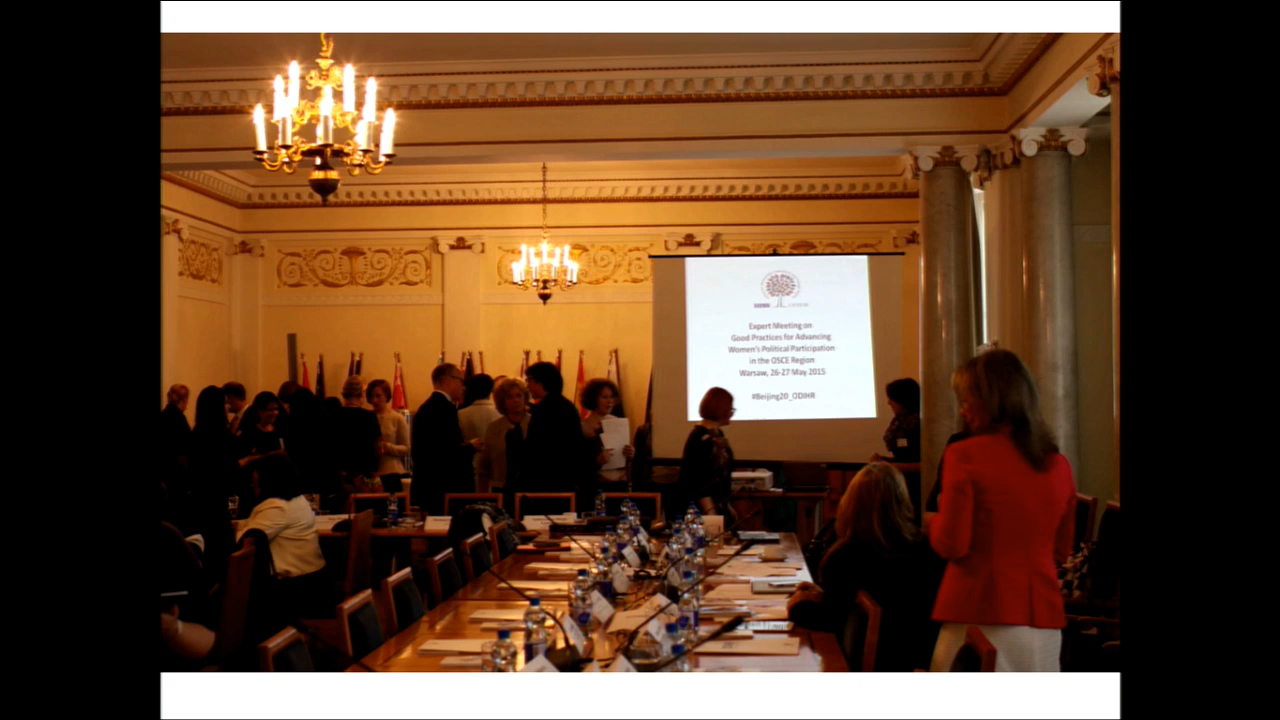 Expert Meeting on
Good Practices for Advancing
Women's Political Participation
in the OSCE Region
Warsaw, 26-27 May 2015
#Beijing20_ODIHR